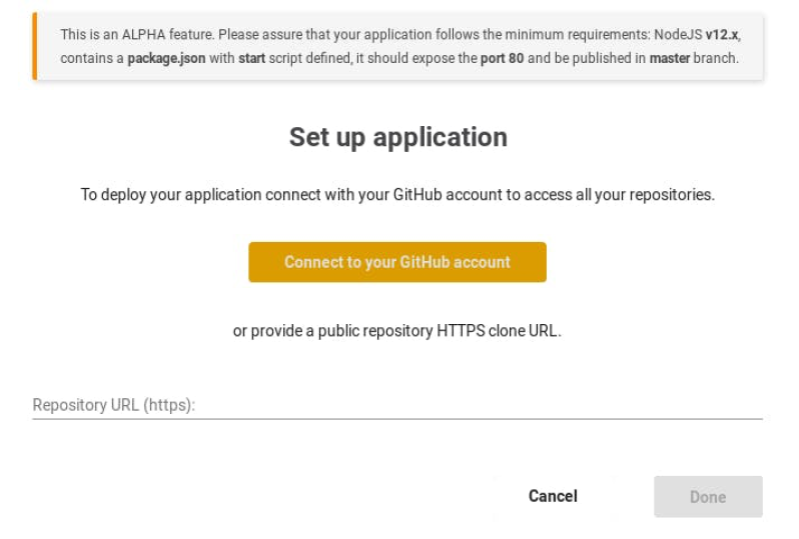 This is an ALPHA feature. Please assure that your application follows the minimum requirements: NodeJS v12.x,
contains a package.json with start script defined, it should expose the port 80 and be published in master branch.
Set up application
To deploy your application connect with your GitHub account to access all your repositories.
Connect to your GitHub account
or provide a public repository HTTPS clone URL.
Repository URL (https):
Cancel
Done